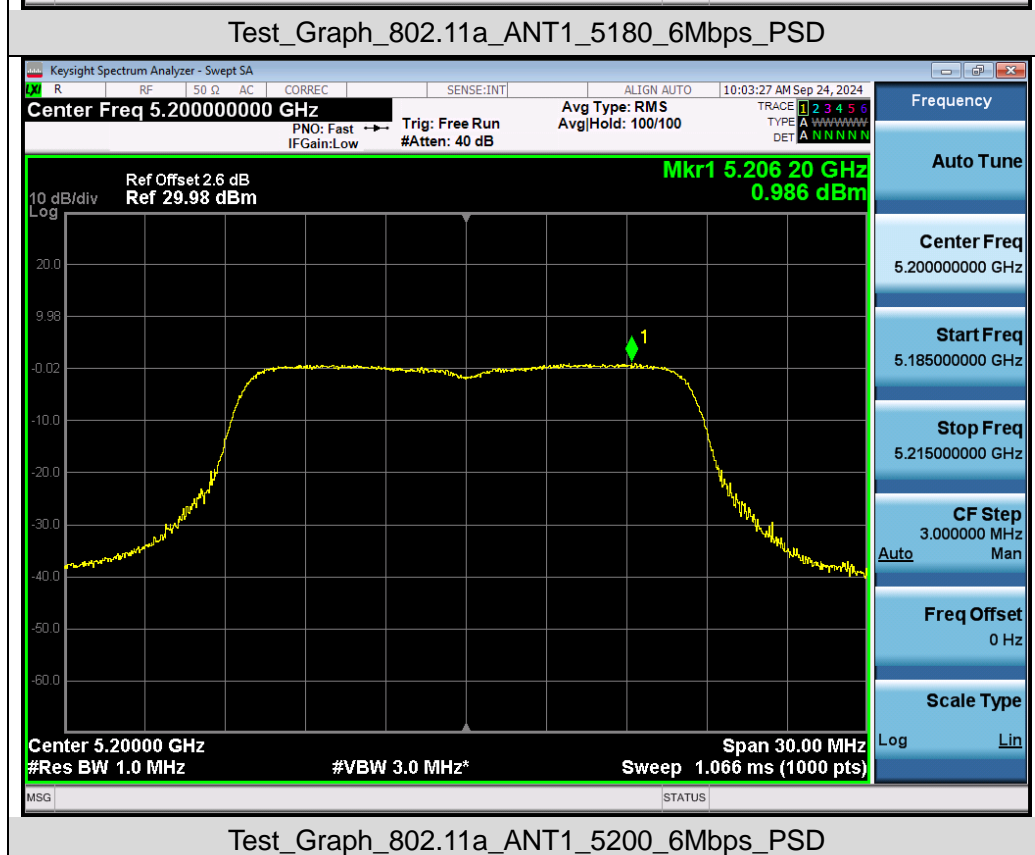 Test_Graph_802.11a_ANT1_5180_6Mbps_PSD
Keysight Spectrum Analyzer - Swept SA
LXI R RF 50 Ω AC CORREC SENSE:INT ALIGN AUTO 10:03:27 AM Sep 24, 2024
Center Freq 5.200000000 GHz
PNO: Fast
IFGain:Low
Trig: Free Run
#Atten: 40 dB
Avg Type: RMS
Avg|Hold: 100/100
TRACE 1 2 3 4 5 6
TYPE A WWWWW
DET A N N N N N
Mkr1 5.206 20 GHz
0.986 dBm
Ref Offset 2.6 dB
10 dB/div Ref 29.98 dBm
Log
20.0
9.98
-0.02
-10.0
-20.0
-30.0
-40.0
-50.0
-60.0
1
Center 5.20000 GHz Span 30.00 MHz
#Res BW 1.0 MHz #VBW 3.0 MHz* Sweep 1.066 ms (1000 pts)
MSG STATUS
Frequency
Auto Tune
Center Freq
5.200000000 GHz
Start Freq
5.185000000 GHz
Stop Freq
5.215000000 GHz
CF Step
3.000000 MHz
Auto Man
Freq Offset
0 Hz
Scale Type
Log Lin
Test_Graph_802.11a_ANT1_5200_6Mbps_PSD